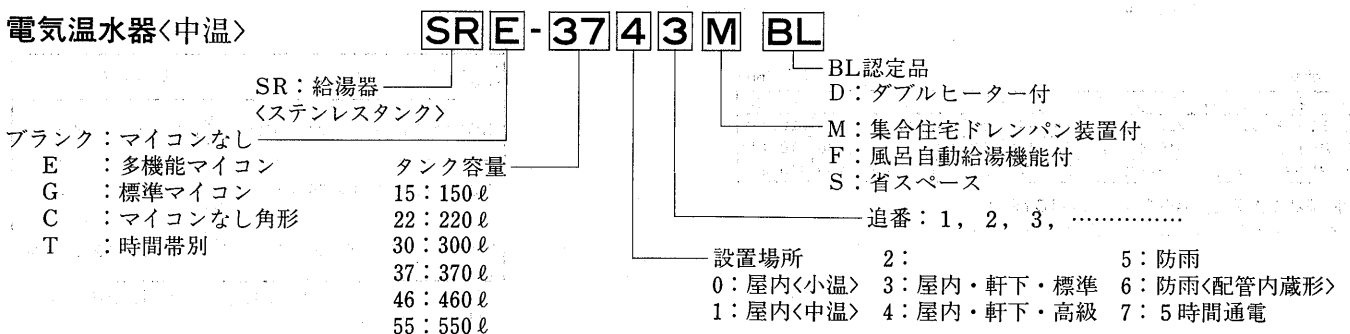 電気温水器〈中温〉 SRE-3743M BL
BL認定品
SR：給湯器
D：ダブルヒーター付
〈ステンレスタンク〉
M：集合住宅ドレンパン装置付
ブランク：マイコンなし
F：風呂自動給湯機能付
E：多機能マイコン タンク容量
S：省スペース
G：標準マイコン 15：150ℓ
C：マイコンなし角形 22：220ℓ
追番：1，2，3，……………
T：時間帯別 30：300ℓ
設置場所 2： 5：防雨
37：370ℓ
0：屋内〈小温〉 3：屋内・軒下・標準 6：防雨〈配管内蔵形〉
46：460ℓ
1：屋内〈中温〉 4：屋内・軒下・高級 7：5時間通電
55：550ℓ